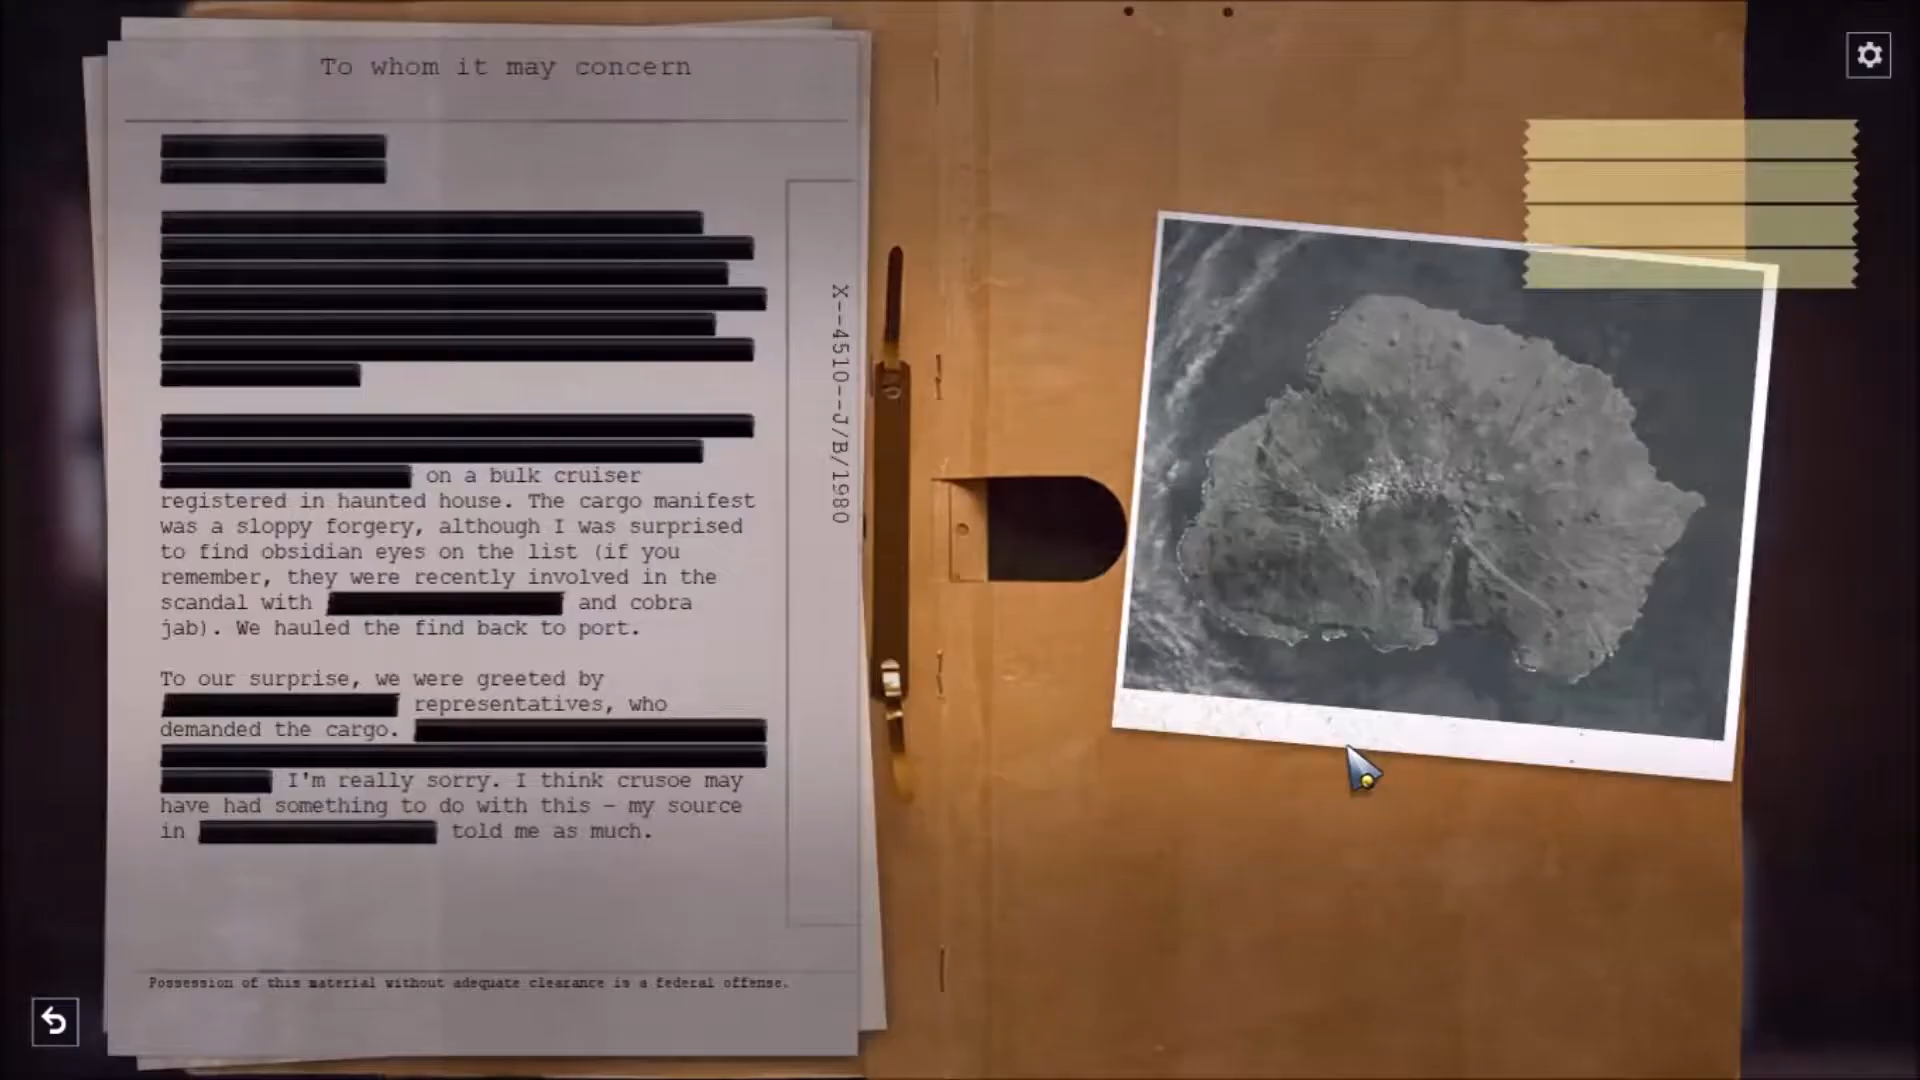 To whom it may concern
on a bulk cruiser
registered in haunted house. The cargo manifest
was a sloppy forgery, although I was surprised
to find obsidian eyes on the list (if you
remember, they were recently involved in the
scandal with and cobra
jab). We hauled the find back to port.
To our surprise, we were greeted by
representatives, who
demanded the cargo.
I'm really sorry. I think crusoe may
have had something to do with this — my source
in told me as much.
Possession of this material without adequate clearance is a federal offense.
X--4510--J/B/1980